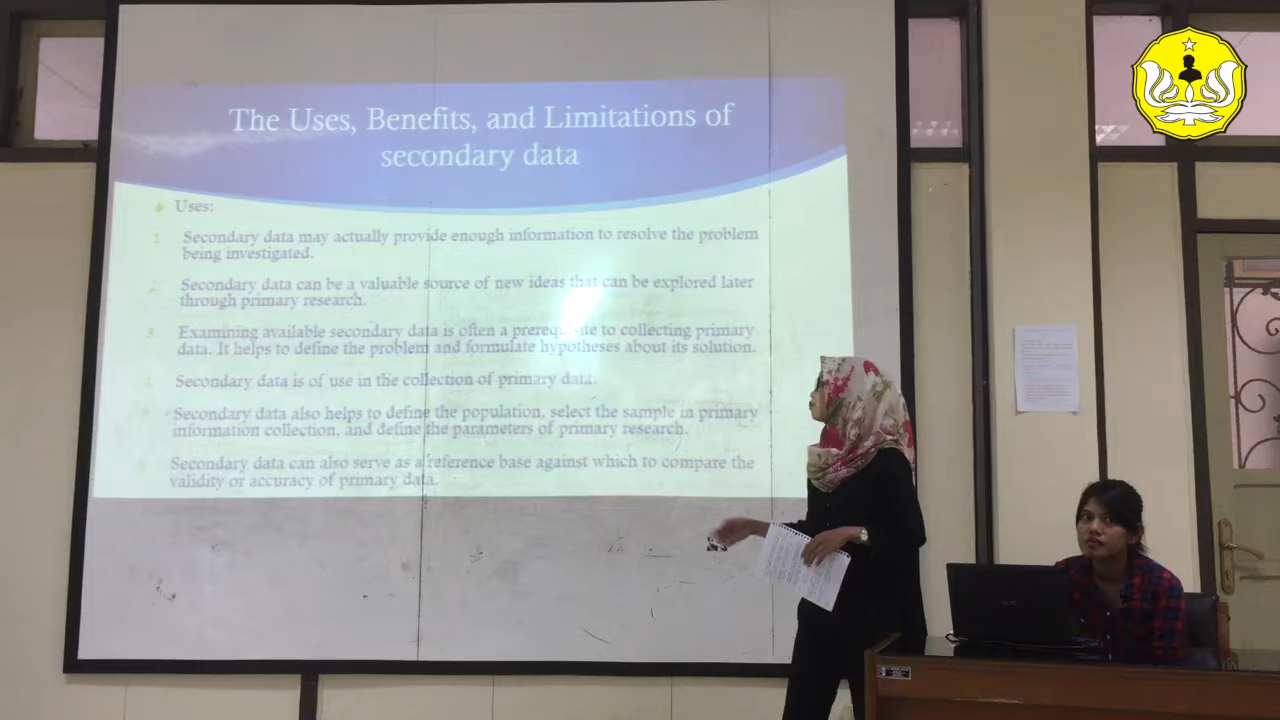 The Uses, Benefits, and Limitations of
secondary data
Uses:
1. Secondary data may actually provide enough information to resolve the problem
being investigated.
2. Secondary data can be a valuable source of new ideas that can be explored later
through primary research.
3. Examining available secondary data is often a prerequisite to collecting primary
data. It helps to define the problem and formulate hypotheses about its solution.
Secondary data is of use in the collection of primary data.
Secondary data also helps to define the population, select the sample in primary
information collection, and define the parameters of primary research.
Secondary data can also serve as a reference base against which to compare the
validity or accuracy of primary data.